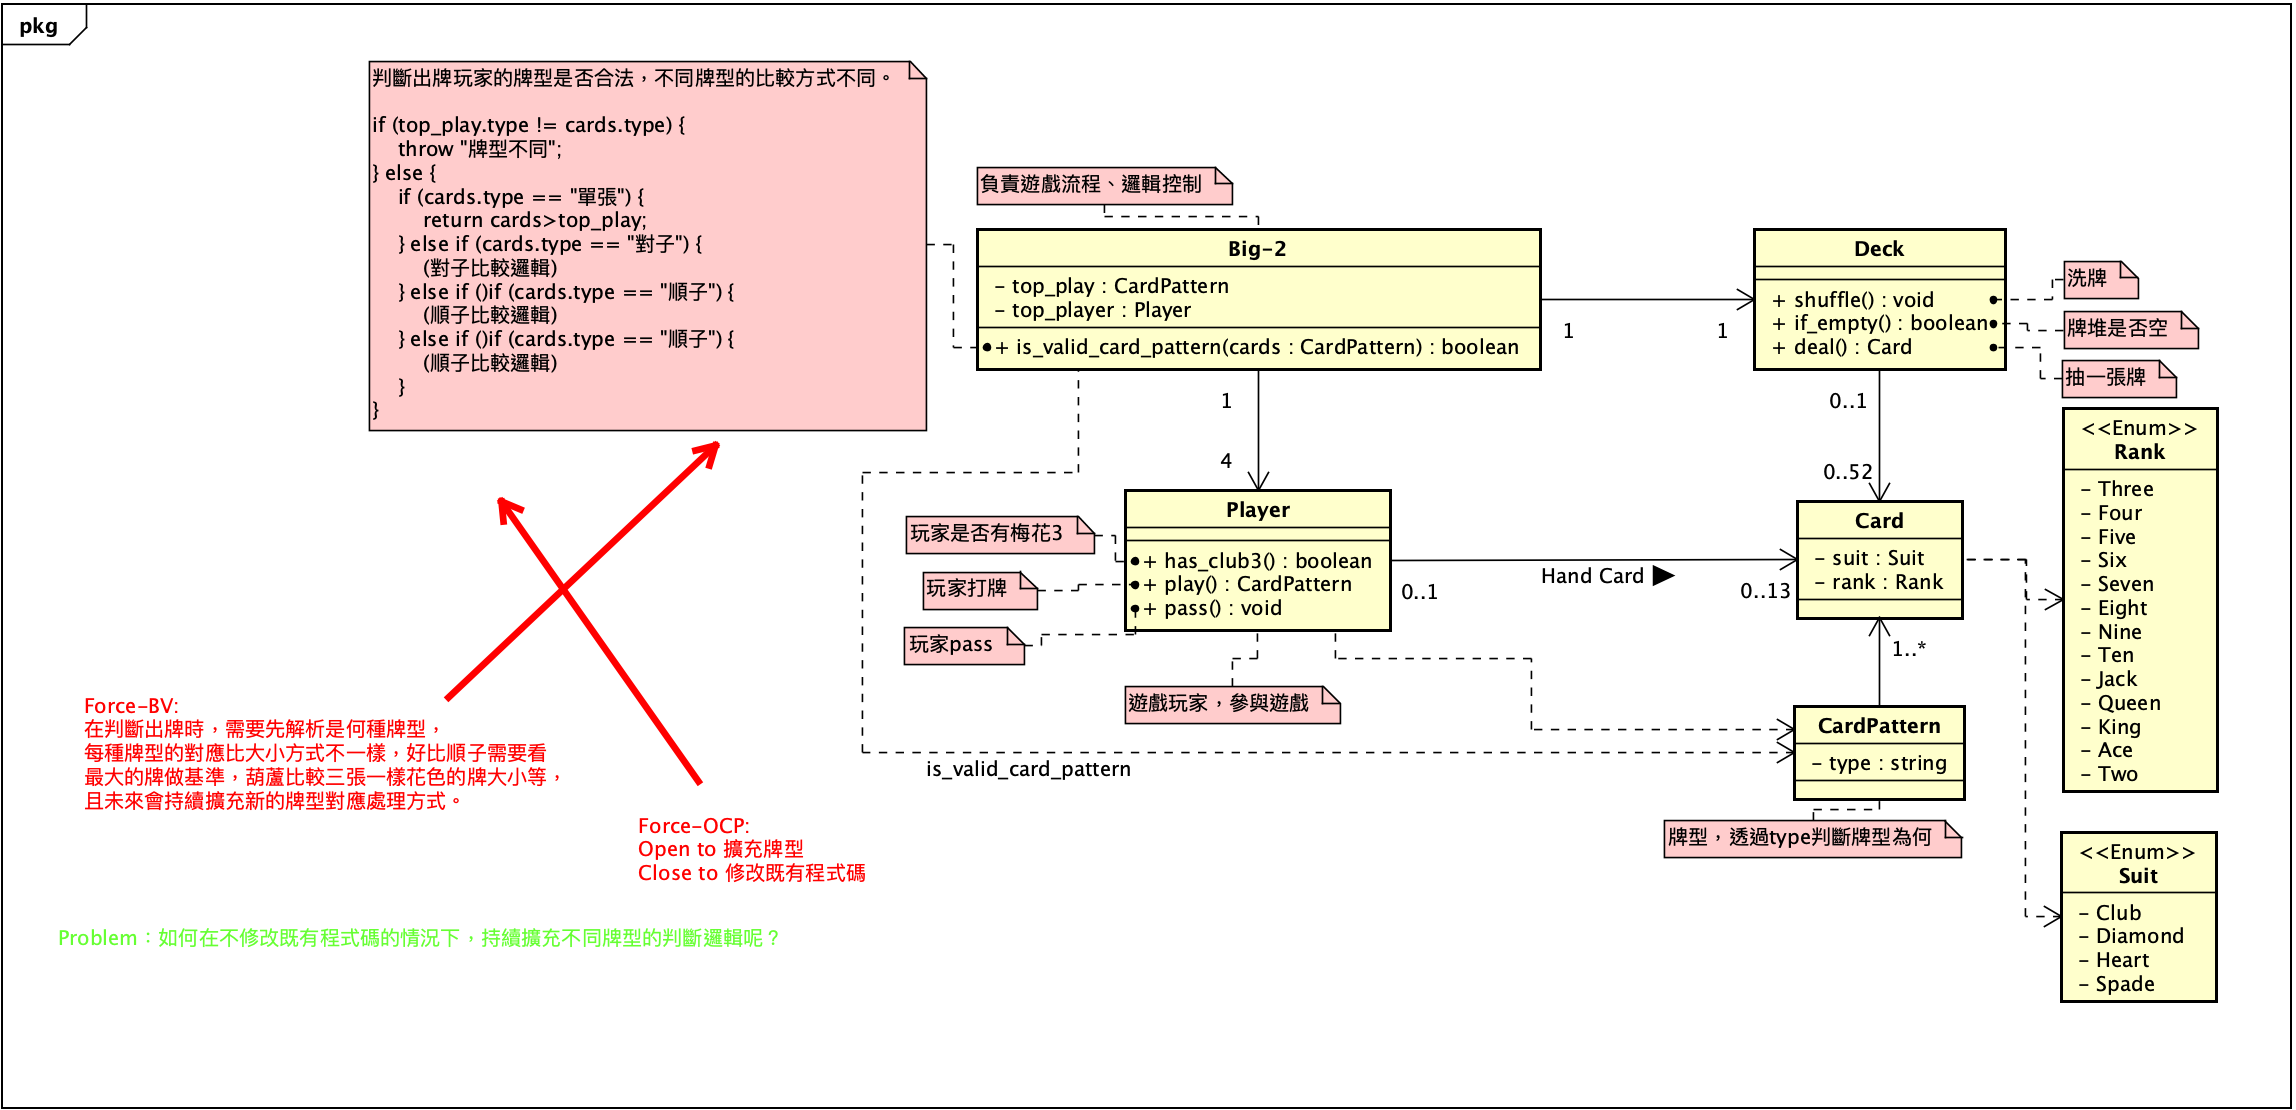 pkg
判斷出牌玩家的牌型是否合法，不同牌型的比較方式不同。
if (top_play.type != cards.type) {
throw "牌型不同";
} else {
if (cards.type == "單張") {
return cards>top_play;
} else if (cards.type == "對子") {
(對子比較邏輯)
} else if ()if (cards.type == "順子") {
(順子比較邏輯)
} else if ()if (cards.type == "順子") {
(順子比較邏輯)
}
}
負責遊戲流程、邏輯控制
Big-2
- top_play : CardPattern
- top_player : Player
+ is_valid_card_pattern(cards : CardPattern) : boolean
1
1
Deck
+ shuffle() : void
+ if_empty() : boolean
+ deal() : Card
洗牌
牌堆是否空
抽一張牌
1
4
0..1
0..52
<<Enum>>
Rank
- Three
- Four
- Five
- Six
- Seven
- Eight
- Nine
- Ten
- Jack
- Queen
- King
- Ace
- Two
玩家是否有梅花3
玩家打牌
玩家pass
Player
+ has_club3() : boolean
+ play() : CardPattern
+ pass() : void
遊戲玩家，參與遊戲
0..1
Hand Card
0..13
Card
- suit : Suit
- rank : Rank
1..*
CardPattern
- type : string
is_valid_card_pattern
牌型，透過type判斷牌型為何
<<Enum>>
Suit
- Club
- Diamond
- Heart
- Spade
Force-BV:
在判斷出牌時，需要先解析是何種牌型，
每種牌型的對應比大小方式不一樣，好比順子需要看
最大的牌做基準，葫蘆比較三張一樣花色的牌大小等，
且未來會持續擴充新的牌型對應處理方式。
Force-OCP:
Open to 擴充牌型
Close to 修改既有程式碼
Problem：如何在不修改既有程式碼的情況下，持續擴充不同牌型的判斷邏輯呢？